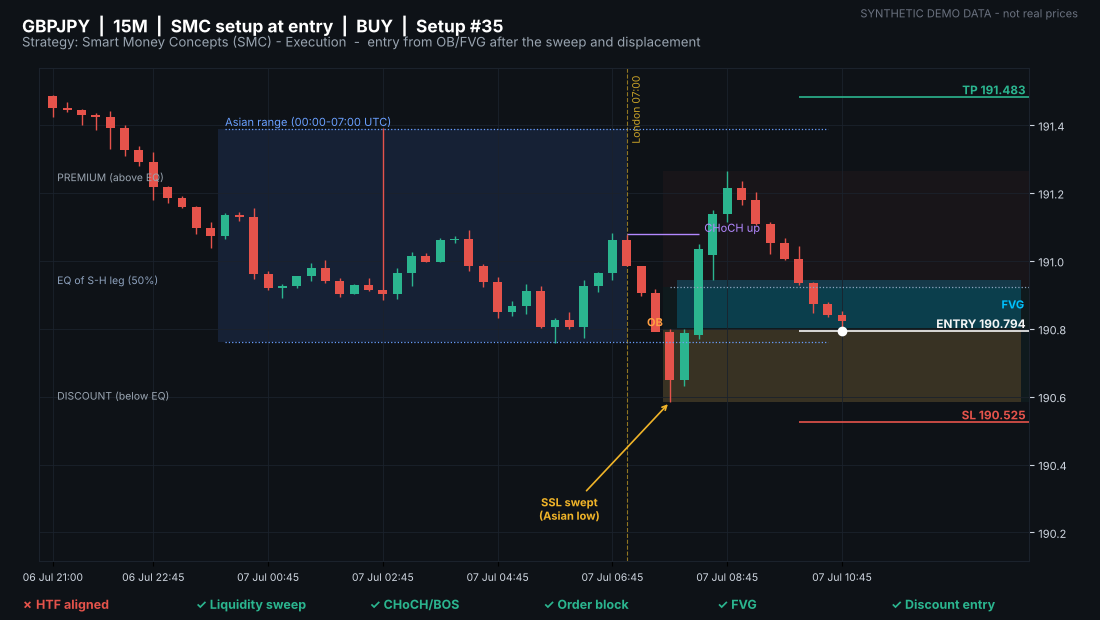 GBPJPY | 15M | SMC setup at entry | BUY | Setup #35
SYNTHETIC DEMO DATA - not real prices
Strategy: Smart Money Concepts (SMC) - Execution - entry from OB/FVG after the sweep and displacement
TP 191.483
London 07:00
Asian range (00:00-07:00 UTC)
191.4
PREMIUM (above EQ)
191.2
CHoCH up
191.0
EQ of S-H leg (50%)
FVG
OB
ENTRY 190.794
190.8
DISCOUNT (below EQ)
190.6
SL 190.525
190.4
SSL swept
(Asian low)
190.2
06 Jul 21:00
06 Jul 22:45
07 Jul 00:45
07 Jul 02:45
07 Jul 04:45
07 Jul 06:45
07 Jul 08:45
07 Jul 10:45
× HTF aligned
✓ Liquidity sweep
✓ CHoCH/BOS
✓ Order block
✓ FVG
✓ Discount entry